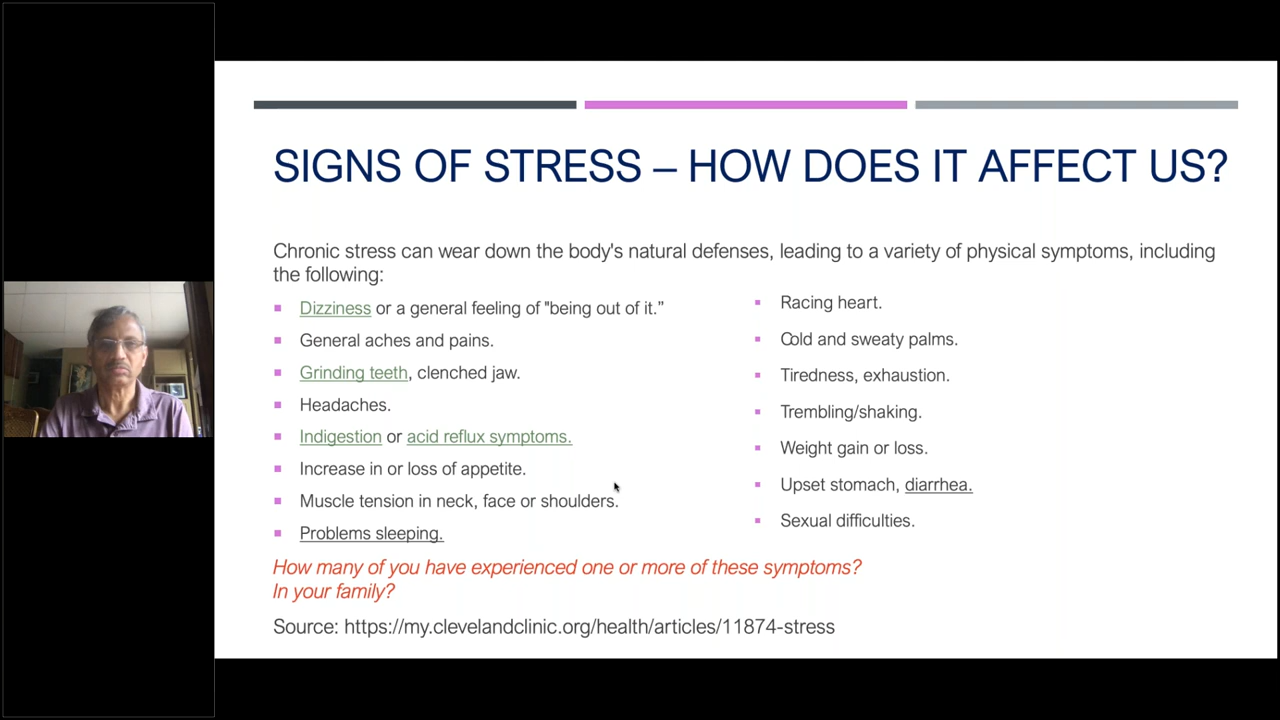 SIGNS OF STRESS – HOW DOES IT AFFECT US?
Chronic stress can wear down the body's natural defenses, leading to a variety of physical symptoms, including
the following:
Dizziness or a general feeling of "being out of it.”
General aches and pains.
Grinding teeth, clenched jaw.
Headaches.
Indigestion or acid reflux symptoms.
Increase in or loss of appetite.
Muscle tension in neck, face or shoulders.
Problems sleeping.
Racing heart.
Cold and sweaty palms.
Tiredness, exhaustion.
Trembling/shaking.
Weight gain or loss.
Upset stomach, diarrhea.
Sexual difficulties.
How many of you have experienced one or more of these symptoms?
In your family?
Source: https://my.clevelandclinic.org/health/articles/11874-stress